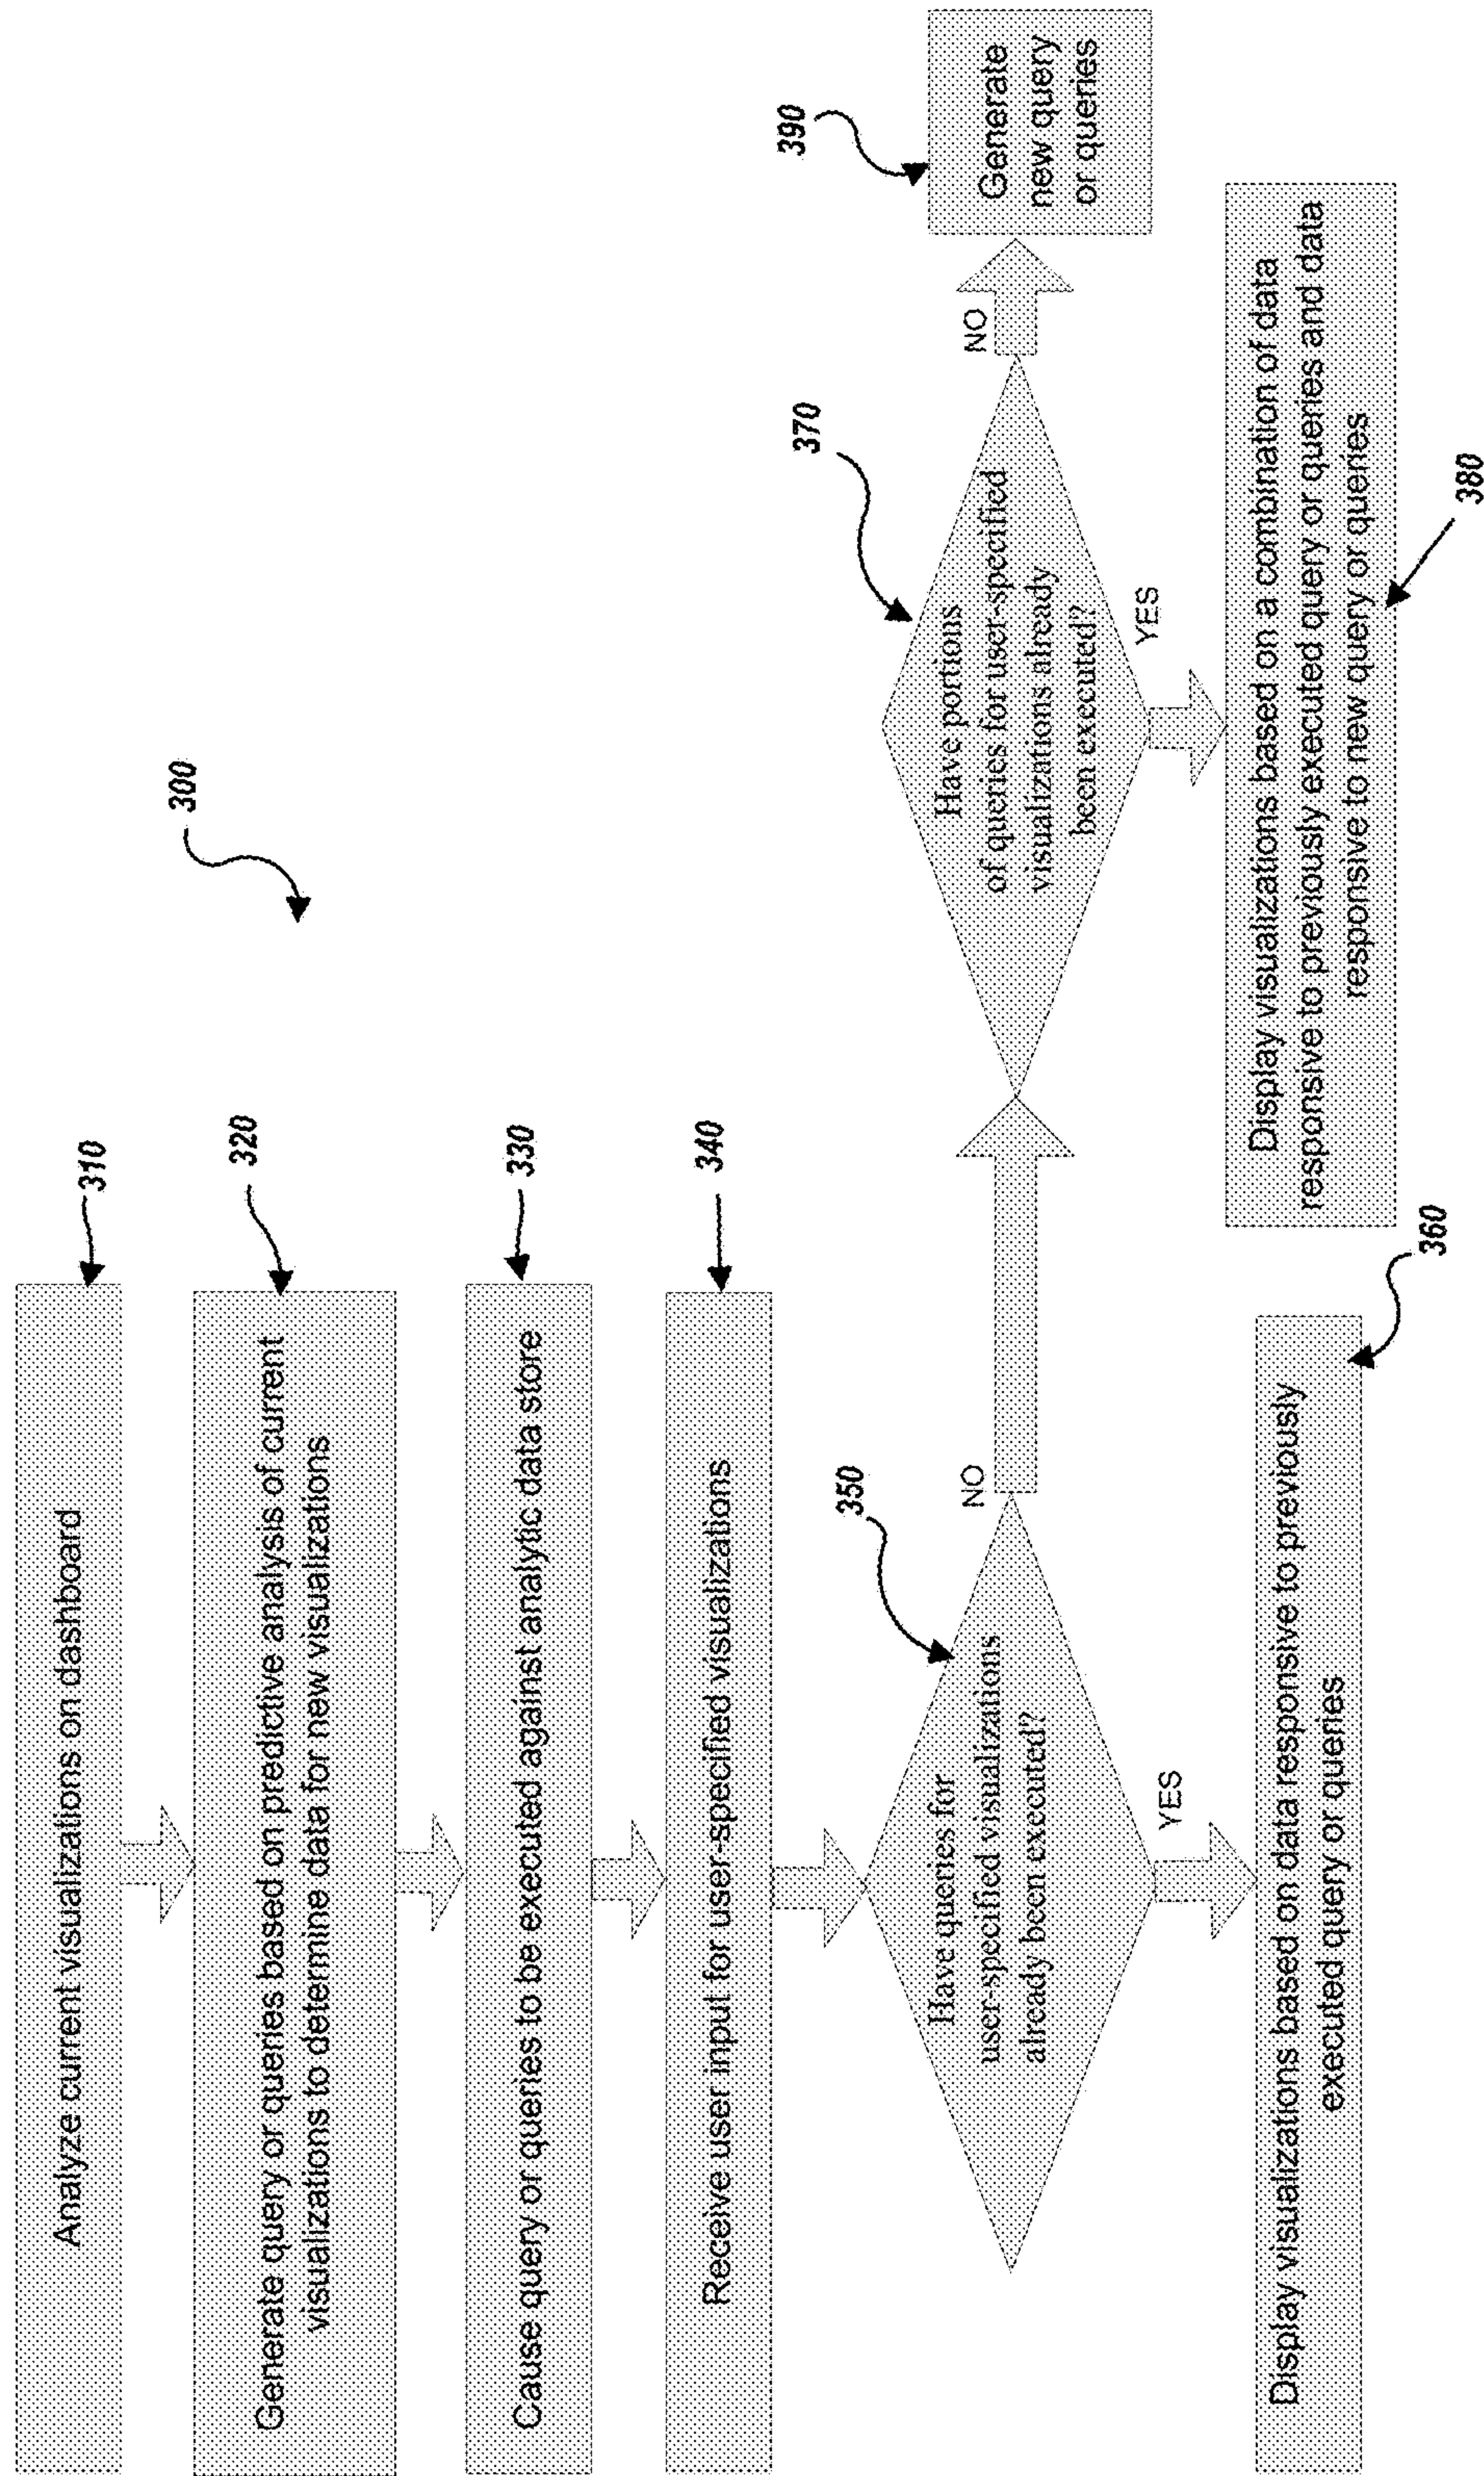 300
Analyze current visualizations on dashboard
310
Generate query or queries based on predictive analysis of current
visualizations to determine data for new visualizations
320
Cause query or queries to be executed against analytic data store
330
Receive user input for user-specified visualizations
340
Have queries for
user-specified visualizations
already been executed?
350
NO
YES
Display visualizations based on data responsive to previously
executed query or queries
360
Have portions
of queries for user-specified
visualizations already
been executed?
370
NO
YES
Generate
new query
or queries
390
Display visualizations based on a combination of data
responsive to previously executed query or queries and data
responsive to new query or queries
380